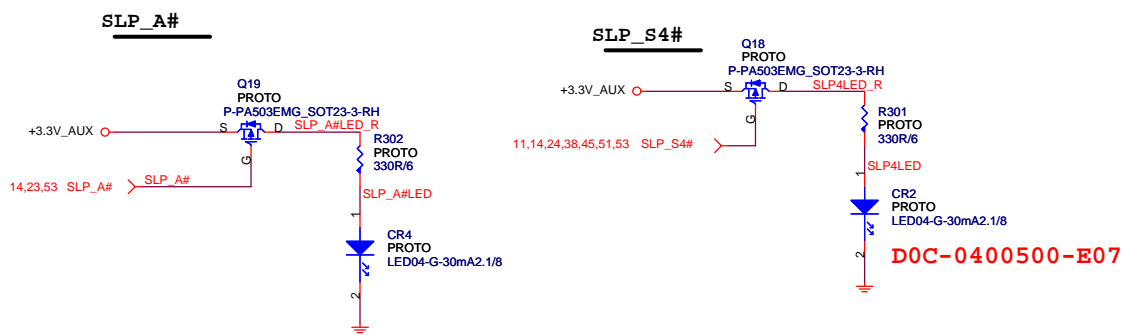 SLP_A#
Q19
PROTO
P-PA503EMG_SOT23-3-RH
+3.3V_AUX
S
D
G
SLP_A#LED_R
R302
PROTO
330R/6
14,23,53 SLP_A#
SLP_A#
SLP_A#LED
1
CR4
PROTO
LED04-G-30mA2.1/8
2
SLP_S4#
Q18
PROTO
P-PA503EMG_SOT23-3-RH
+3.3V_AUX
S
D
G
SLP4LED_R
R301
PROTO
330R/6
11,14,24,38,45,51,53 SLP_S4#
SLP4LED
1
CR2
PROTO
LED04-G-30mA2.1/8
2
D0C-0400500-E07